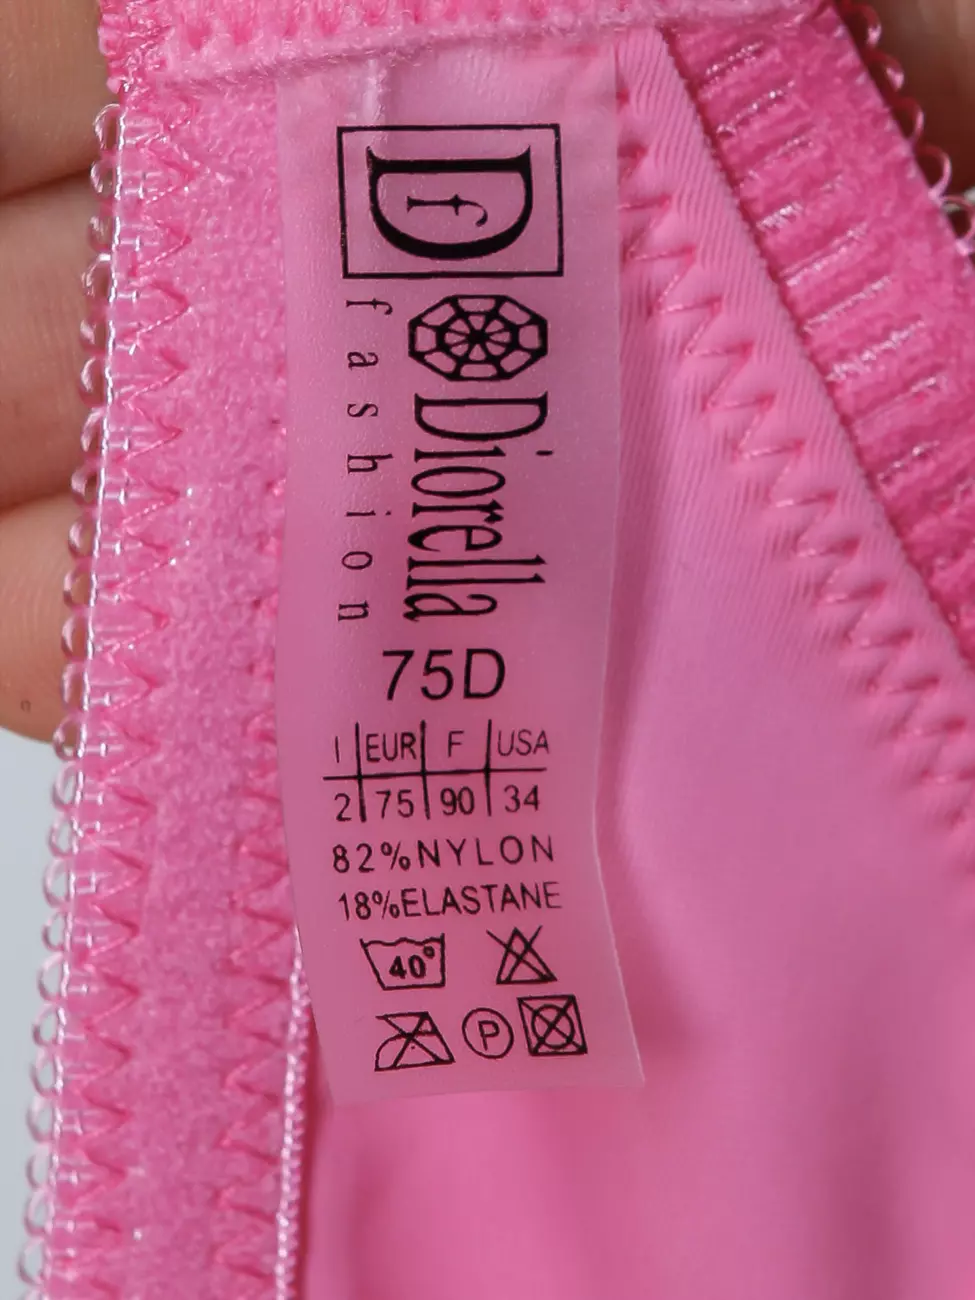 Df
Diorella
fashion
75D
I EUR F USA
2 75 90 34
82%NYLON
18%ELASTANE
40°
P